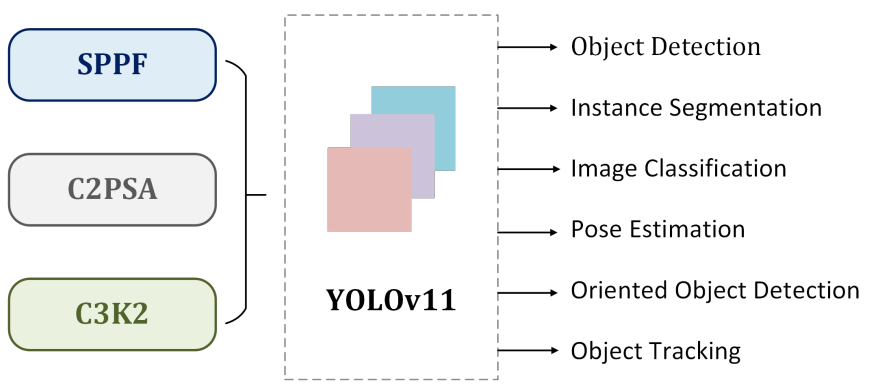 SPPF
C2PSA
C3K2
YOLOv11
Object Detection
Instance Segmentation
Image Classification
Pose Estimation
Oriented Object Detection
Object Tracking